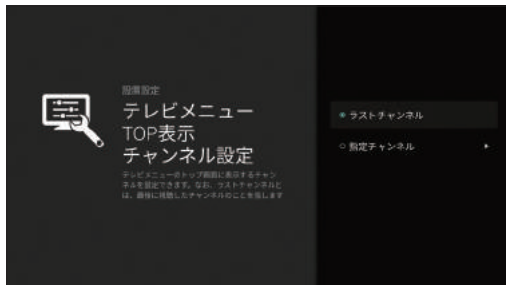 設備設定
テレビメニュー
TOP表示
チャンネル設定
テレビメニューのトップ画面に表示するチャン
ネルを設定できます。なお、ラストチャンネルと
は、最後に視聴したチャンネルのことを指します
ラストチャンネル
指定チャンネル